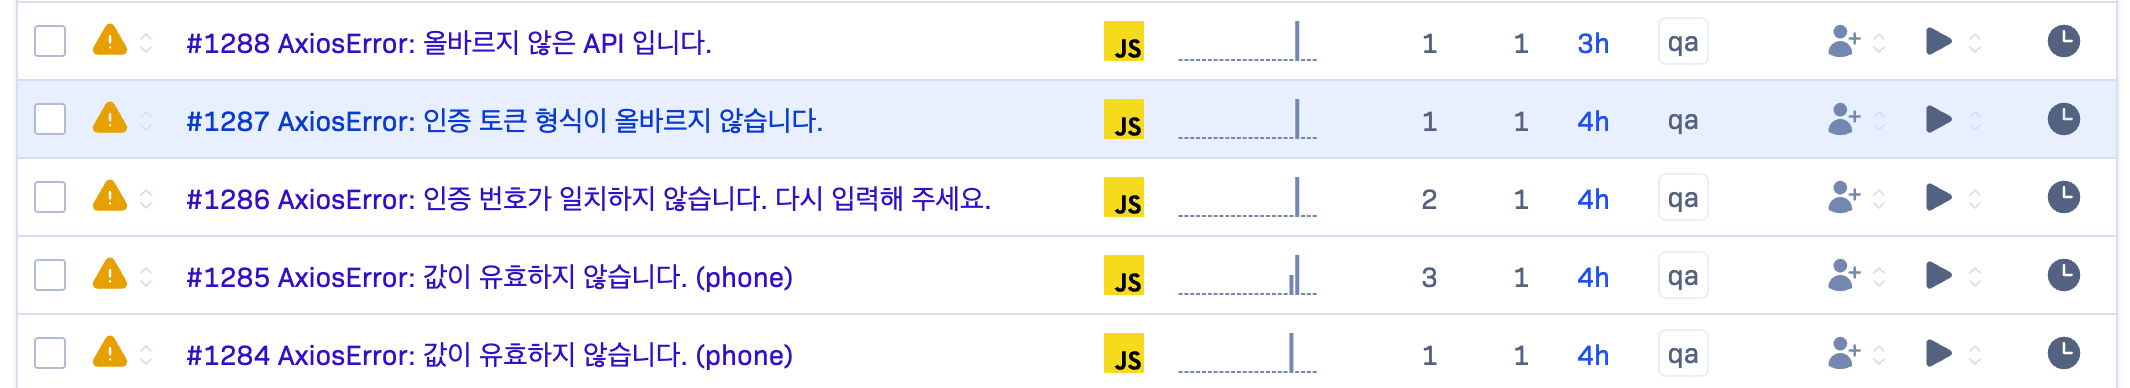 #1288 AxiosError: 올바르지 않은 API 입니다. JS 1 1 3h qa
#1287 AxiosError: 인증 토큰 형식이 올바르지 않습니다. JS 1 1 4h qa
#1286 AxiosError: 인증 번호가 일치하지 않습니다. 다시 입력해 주세요. JS 2 1 4h qa
#1285 AxiosError: 값이 유효하지 않습니다. (phone) JS 3 1 4h qa
#1284 AxiosError: 값이 유효하지 않습니다. (phone) JS 1 1 4h qa